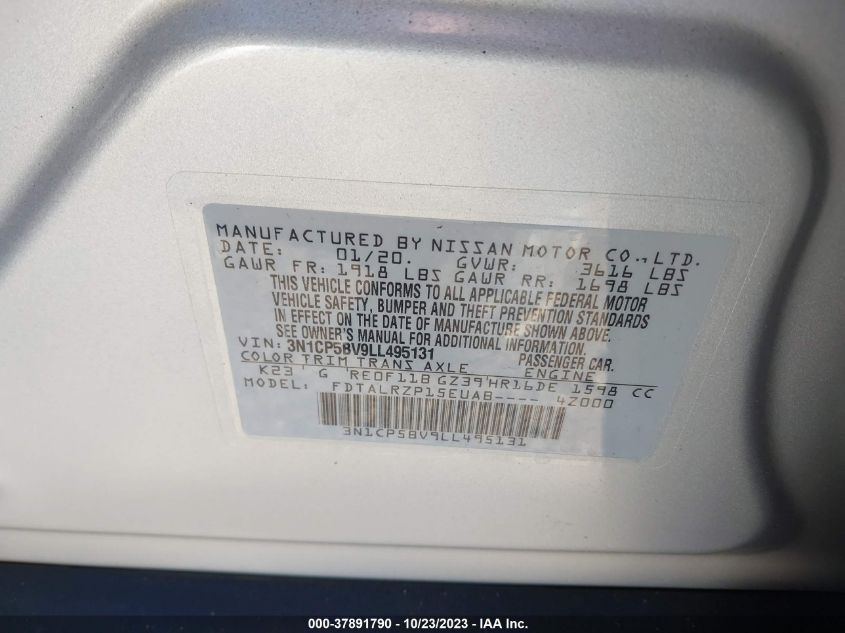 MANUFACTURED BY NISSAN MOTOR CO.,LTD.
DATE: 01/20. GVWR: 3616 LBS
GAWR FR: 1918 LBS GAWR RR: 1698 LBS
THIS VEHICLE CONFORMS TO ALL APPLICABLE FEDERAL MOTOR
VEHICLE SAFETY, BUMPER AND THEFT PREVENTION STANDARDS
IN EFFECT ON THE DATE OF MANUFACTURE SHOWN ABOVE.
SEE OWNER'S MANUAL FOR MORE INFORMATION.
VIN: 3N1CP5BV9LL495131 PASSENGER CAR.
COLOR TRIM TRANS AXLE ENGINE
K23 G RE0F11B GZ39 HR16DE 1598 CC
MODEL: FDTALRZP15EUAB---- 4Z000
3N1CP5BV9LL495131
000-37891790 - 10/23/2023 - IAA Inc.